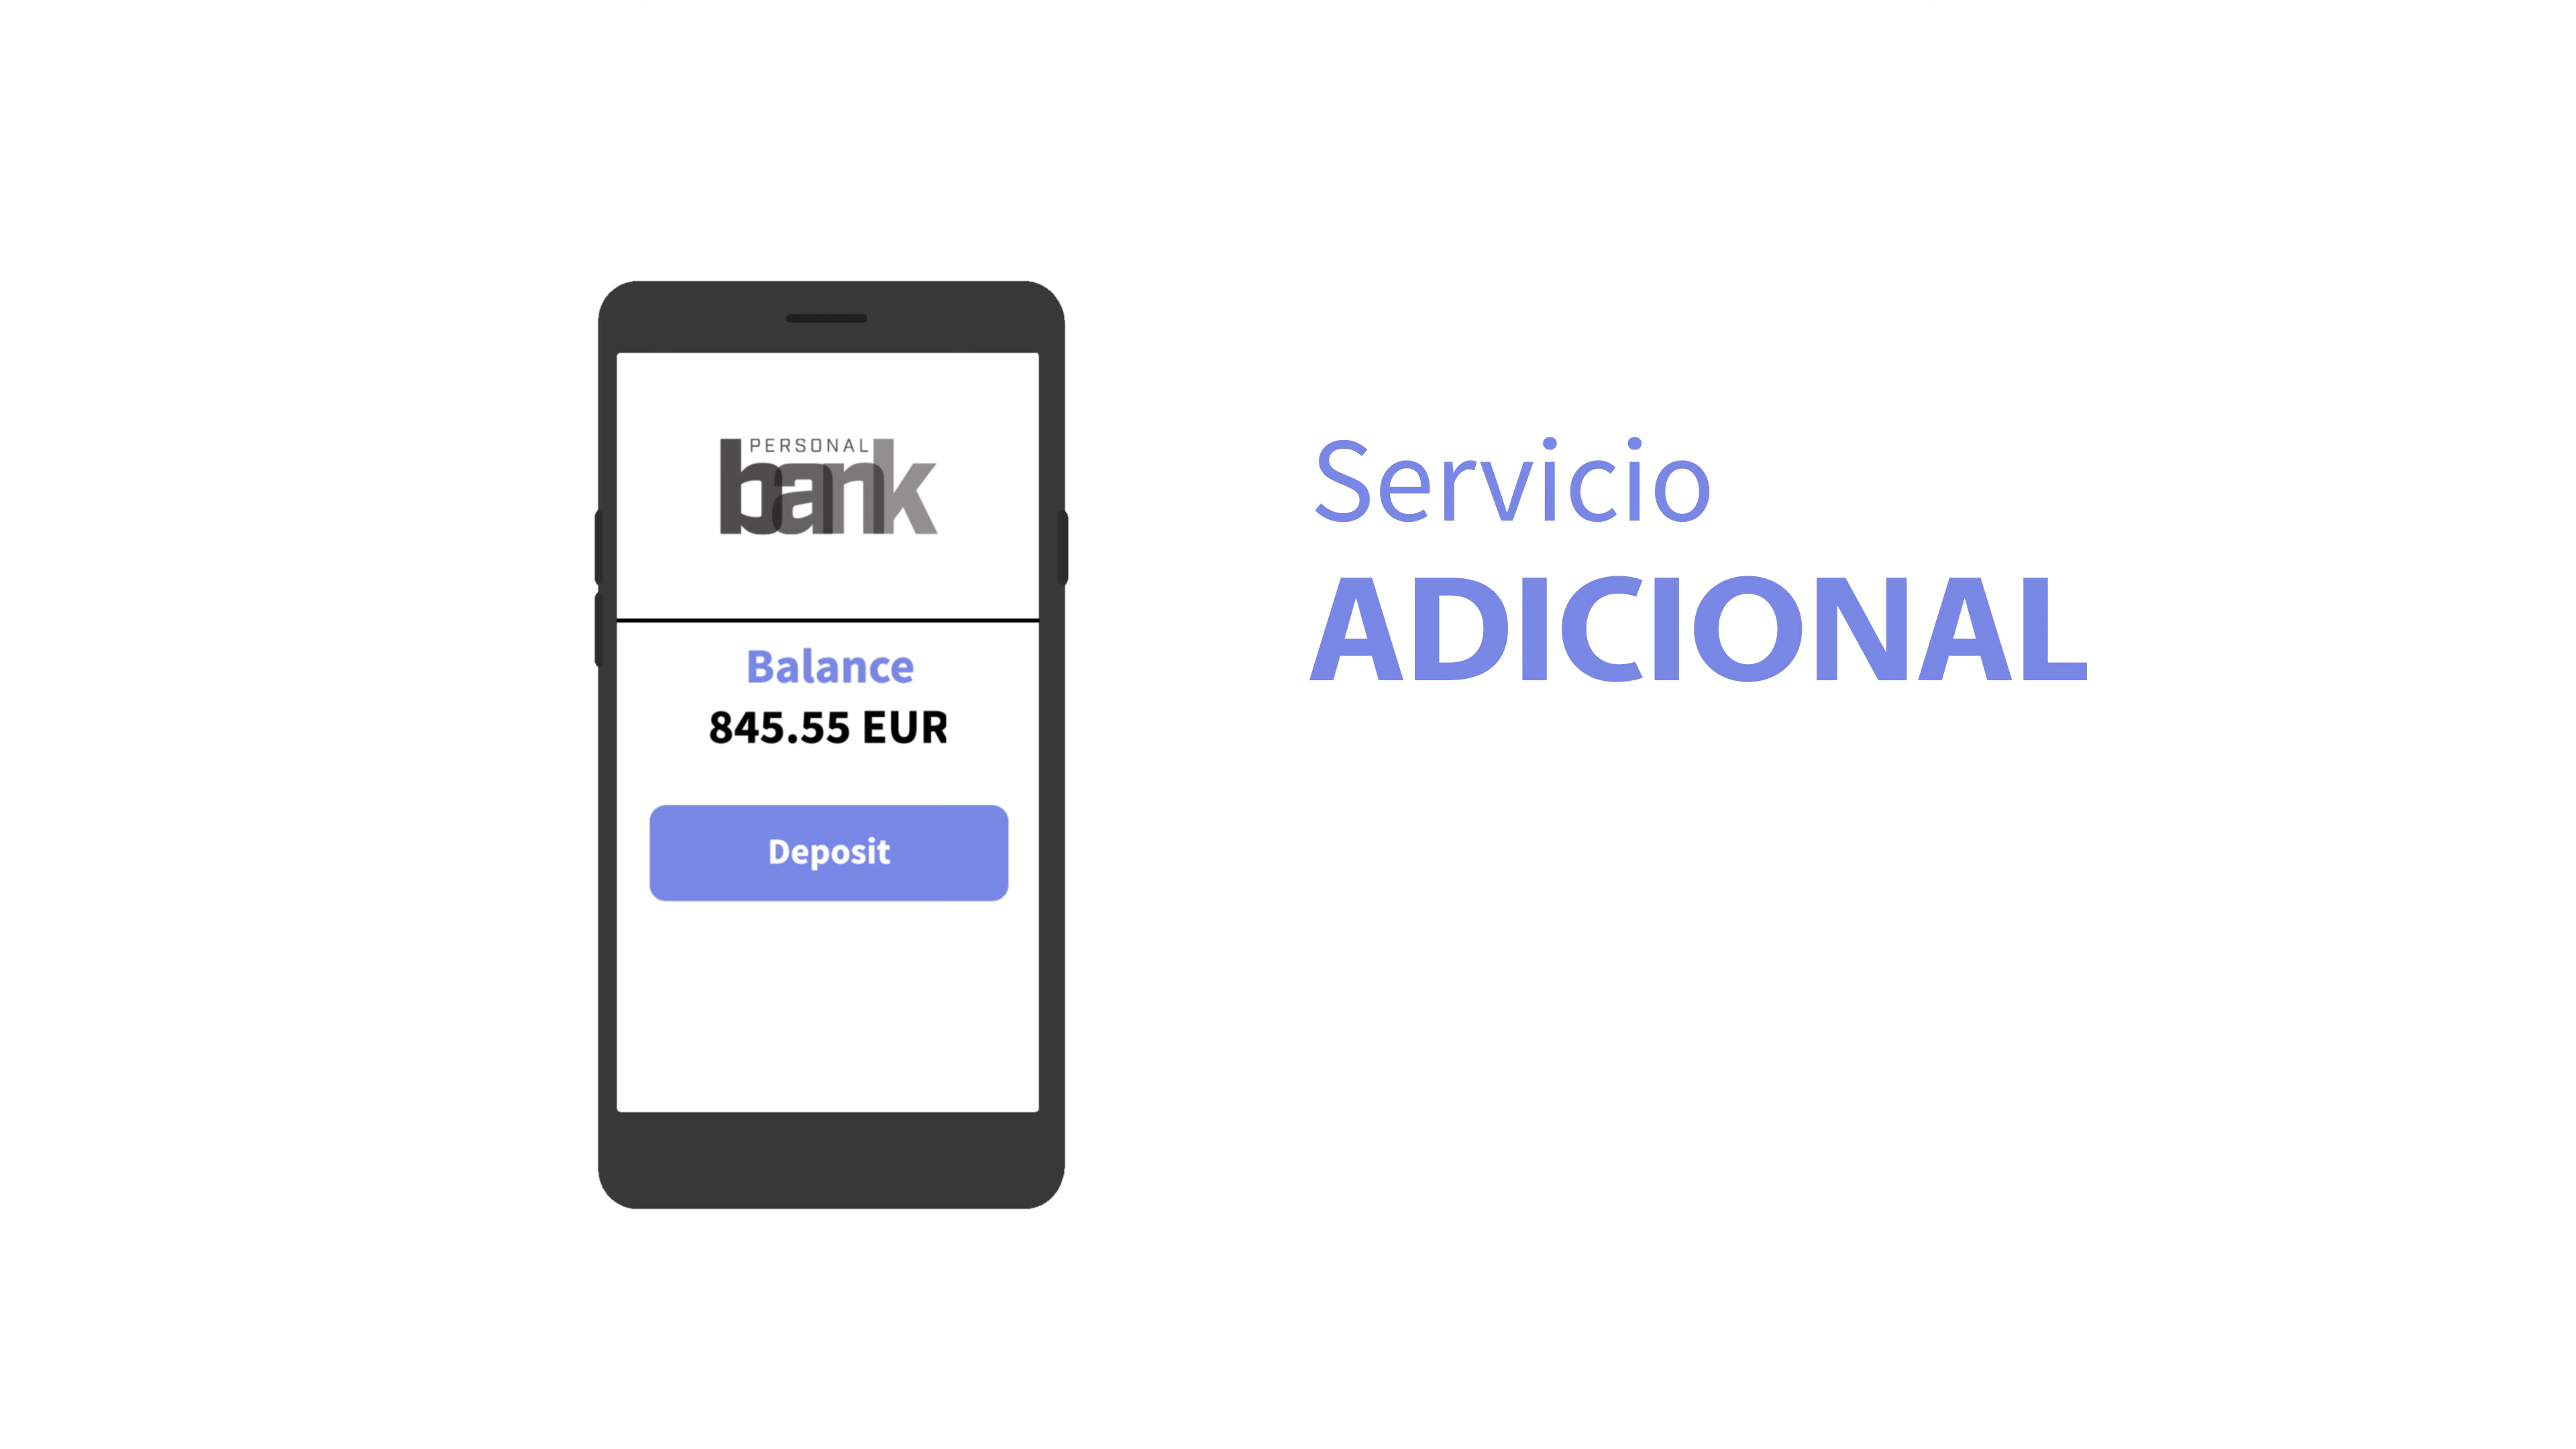 PERSONAL
bank
Balance
845.55 EUR
Deposit
Servicio
ADICIONAL